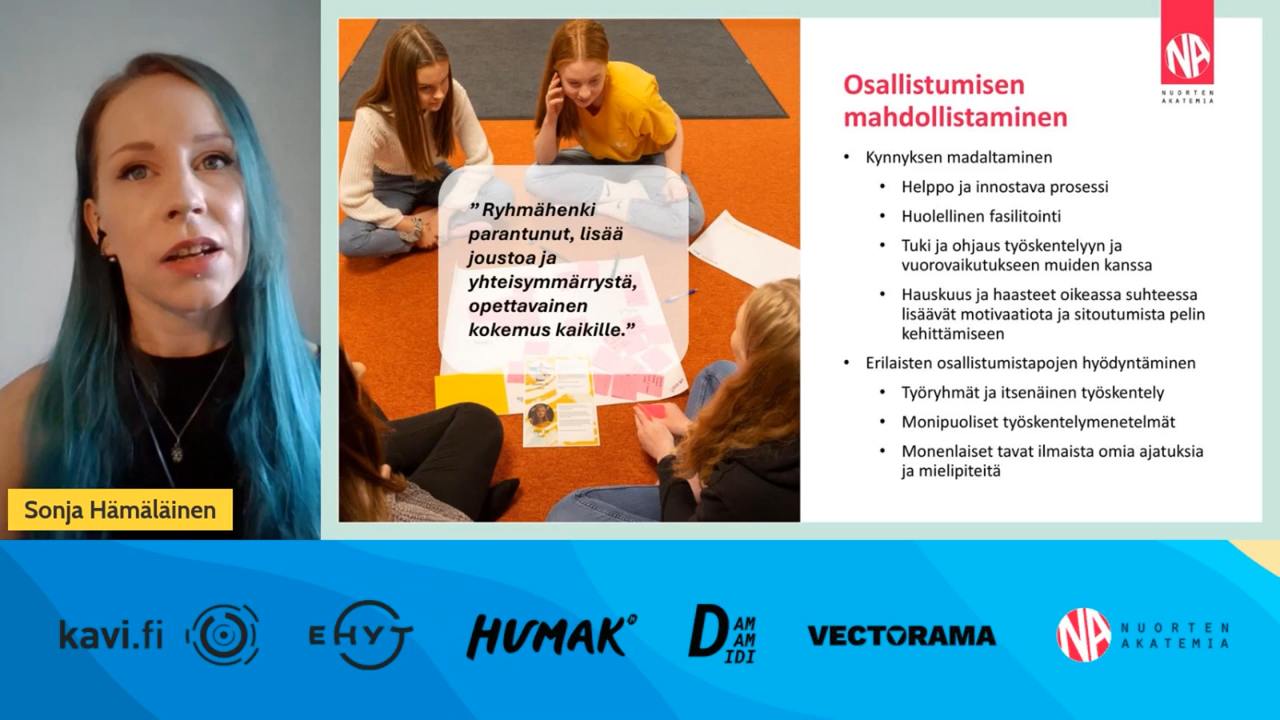 Osallistumisen
mahdollistaminen
NA
NUORTEN
AKATEMIA
• Kynnyksen madaltaminen
• Helppo ja innostava prosessi
• Huolellinen fasilitointi
• Tuki ja ohjaus työskentelyyn ja
vuorovaikutukseen muiden kanssa
• Hauskuus ja haasteet oikeassa suhteessa
lisäävät motivaatiota ja sitoutumista pelin
kehittämiseen
• Erilaisten osallistumistapojen hyödyntäminen
• Työryhmät ja itsenäinen työskentely
• Monipuoliset työskentelymenetelmät
• Monenlaiset tavat ilmaista omia ajatuksia
ja mielipiteitä
” Ryhmähenki
parantunut, lisää
joustoa ja
yhteisymmärrystä,
opettavainen
kokemus kaikille.”
Sonja Hämäläinen
kavi.fi
EHYT
HUMAK
DAM
AM
IDI
VECTORAMA
NA
NUORTEN
AKATEMIA